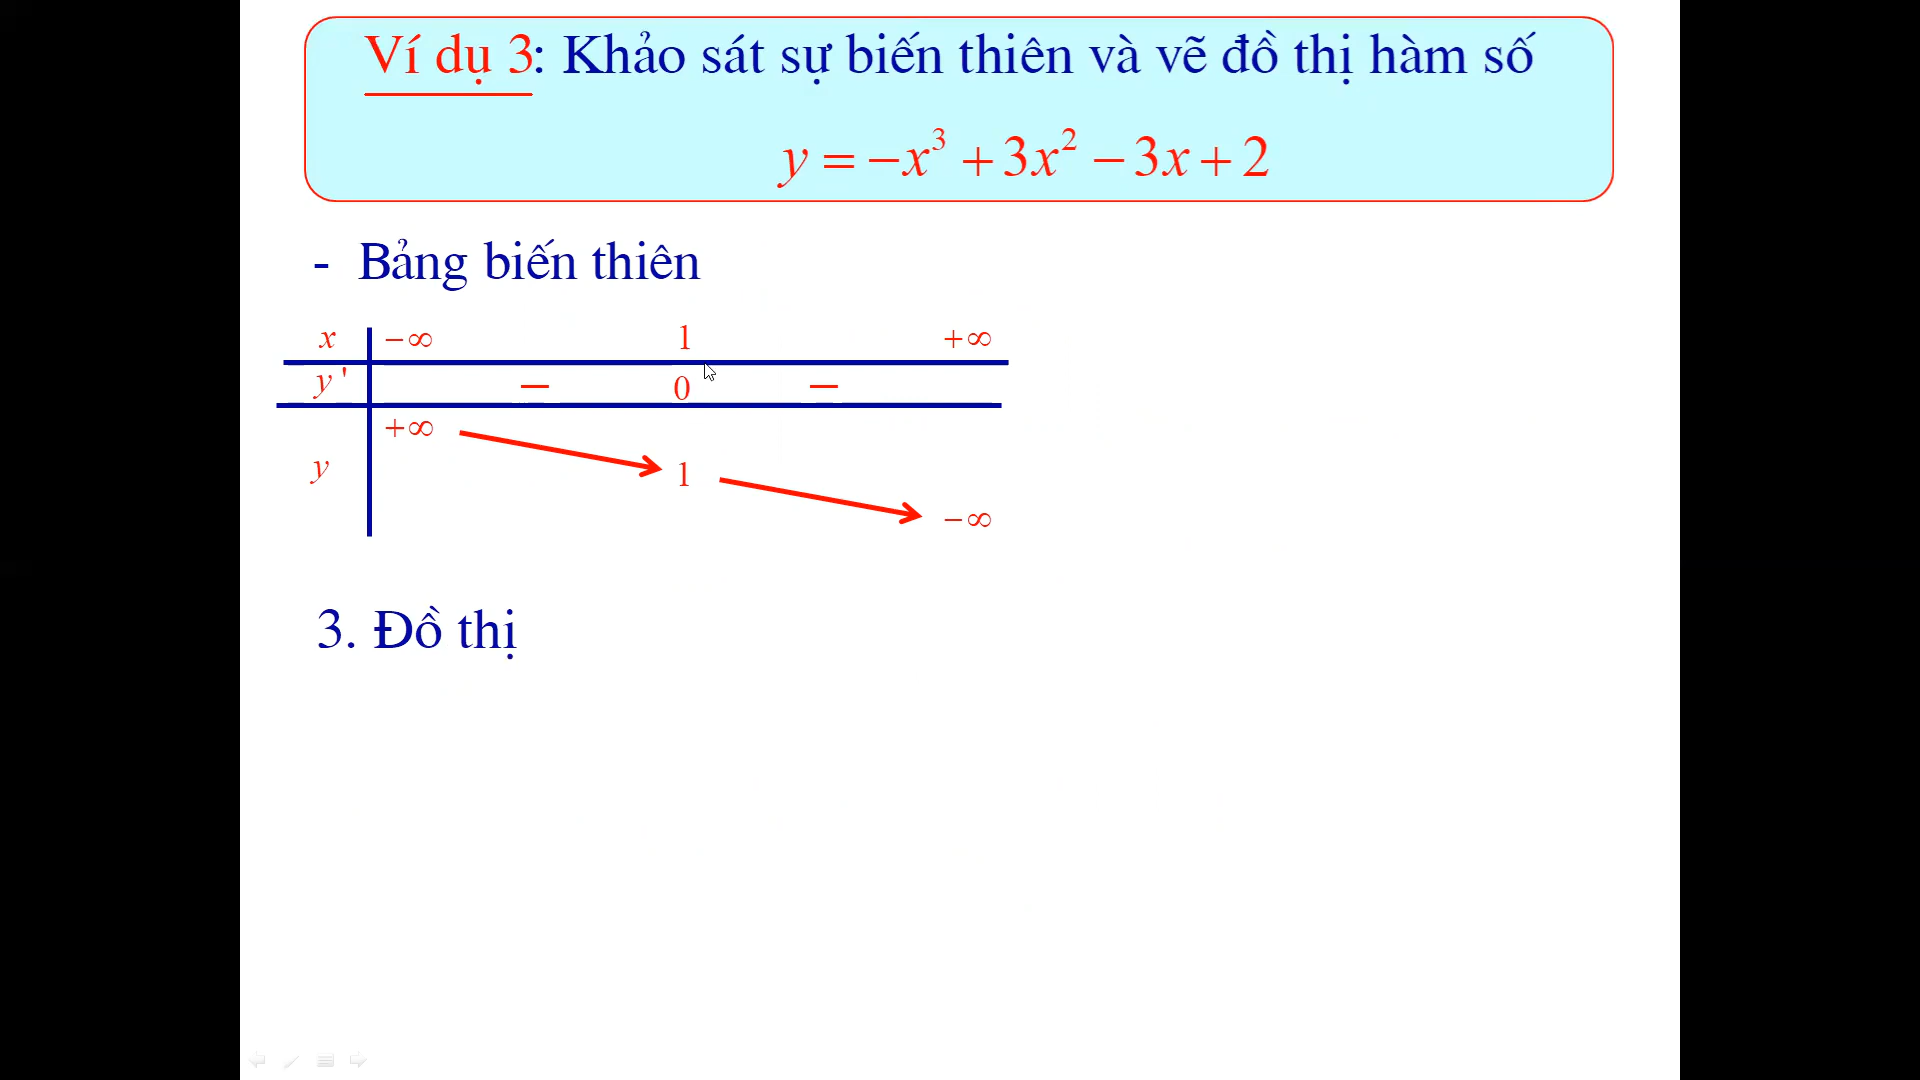 Ví dụ 3: Khảo sát sự biến thiên và vẽ đồ thị hàm số
y = −x³ + 3x² − 3x + 2
- Bảng biến thiên
x −∞ 1 +∞
y' − 0 −
+∞
y 1
−∞
3. Đồ thị